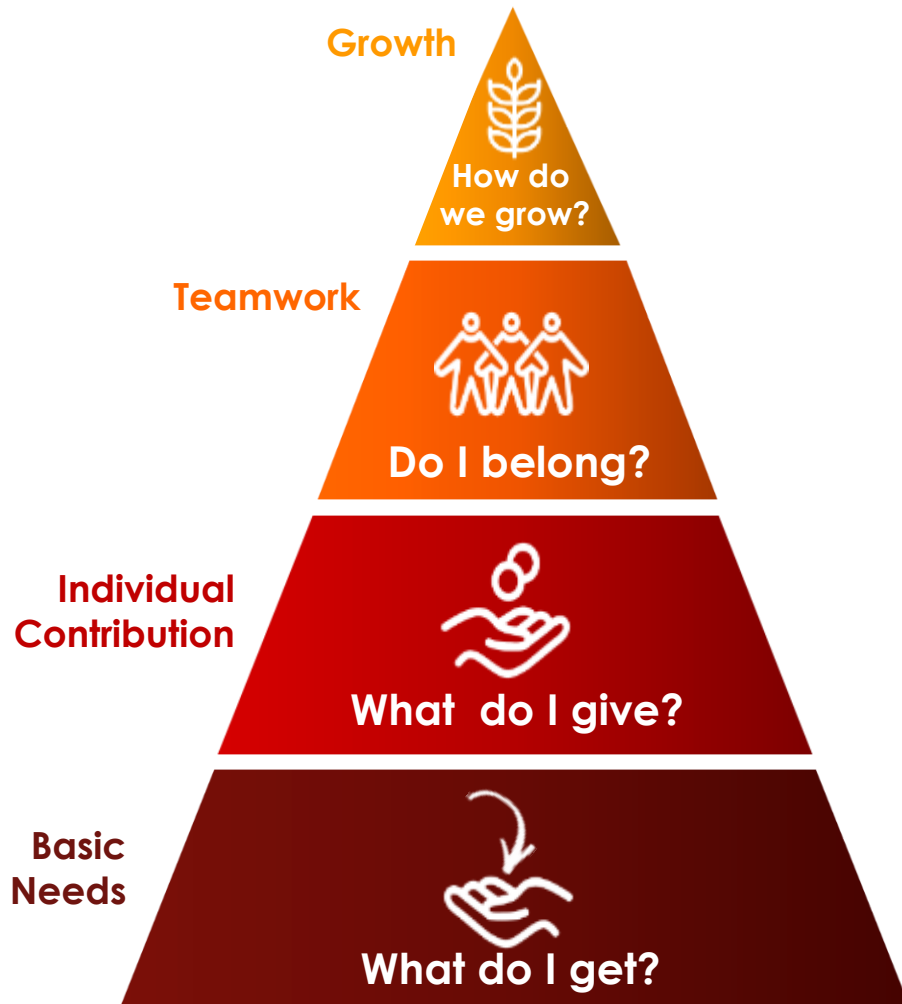 Growth
How do
we grow?
Teamwork
Do I belong?
Individual
Contribution
What  do I give?
Basic
Needs
What do I get?